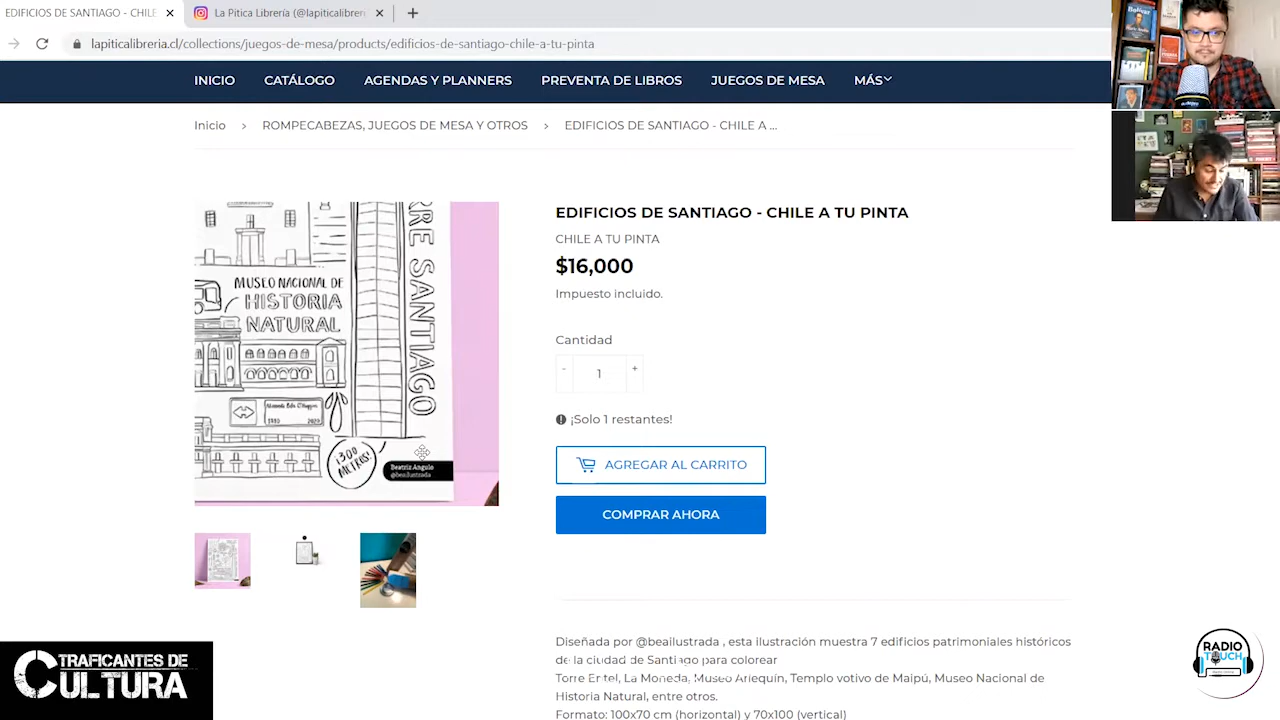 EDIFICIOS DE SANTIAGO - CHILE
La Pitica Librería (@lapiticalibrer
lapiticalibreria.cl/collections/juegos-de-mesa/products/edificios-de-santiago-chile-a-tu-pinta
INICIO CATÁLOGO AGENDAS Y PLANNERS PREVENTA DE LIBROS JUEGOS DE MESA MÁS
Inicio > ROMPECABEZAS, JUEGOS DE MESA Y OTROS > EDIFICIOS DE SANTIAGO - CHILE A ...
RRE SANTIAGO
MUSEO NACIONAL DE
HISTORIA
NATURAL
1300
METROS!
Beatriz Angulo
@beailustrada
EDIFICIOS DE SANTIAGO - CHILE A TU PINTA
CHILE A TU PINTA
$16,000
Impuesto incluido.
Cantidad
- 1 +
¡Solo 1 restantes!
AGREGAR AL CARRITO
COMPRAR AHORA
Diseñada por @beailustrada , esta ilustración muestra 7 edificios patrimoniales históricos
de la ciudad de Santiago para colorear
Torre Entel, La Moneda, Museo Arlequín, Templo votivo de Maipú, Museo Nacional de
Historia Natural, entre otros.
Formato: 100x70 cm (horizontal) y 70x100 (vertical)
TRAFICANTES DE
CULTURA
RADIO
TOUCH
Bolívar